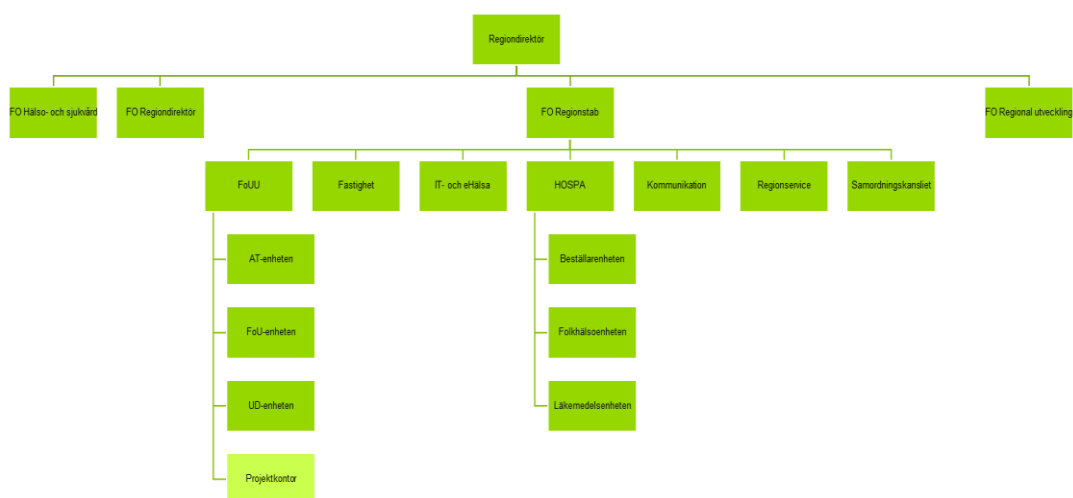 Regiondirektör
FO Hälso- och sjukvård
FO Regiondirektör
FO Regionstab
FO Regional utveckling
FoUU
Fastighet
IT- och eHälsa
HOSPA
Kommunikation
Regionservice
Samordningskansliet
AT-enheten
FoU-enheten
UD-enheten
Projektkontor
Beställarenheten
Folkhälsoenheten
Läkemedelsenheten